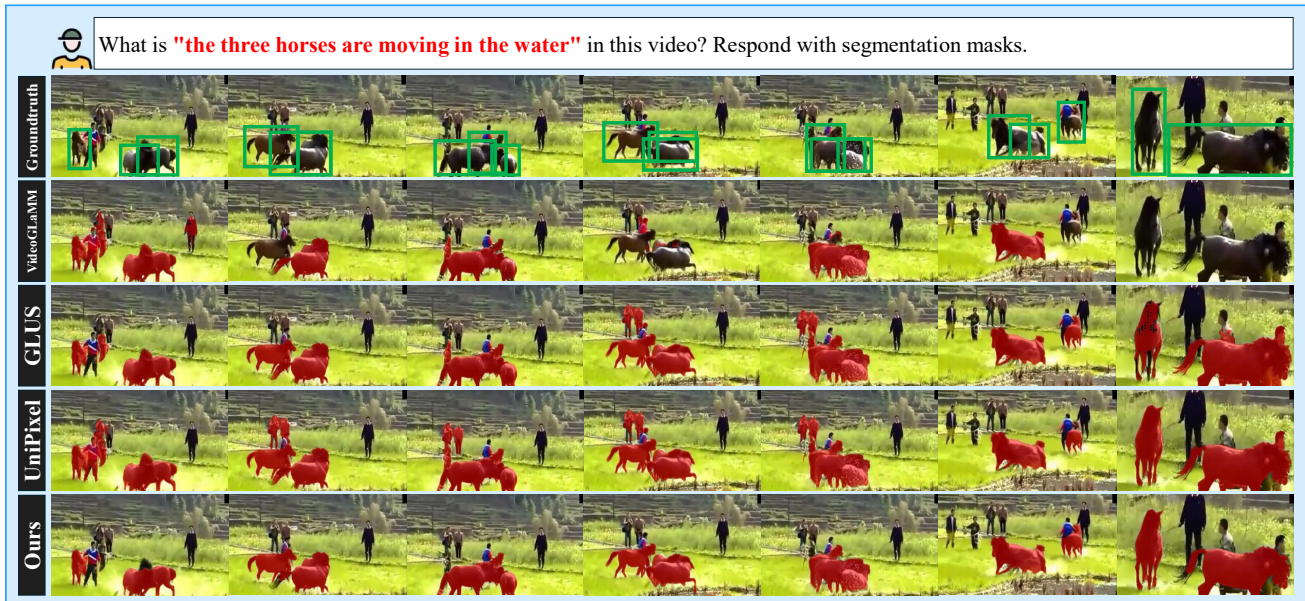 What is "the three horses are moving in the water" in this video? Respond with segmentation masks.
Groundtruth
VideoGLaMM
GLUS
UniPixel
Ours